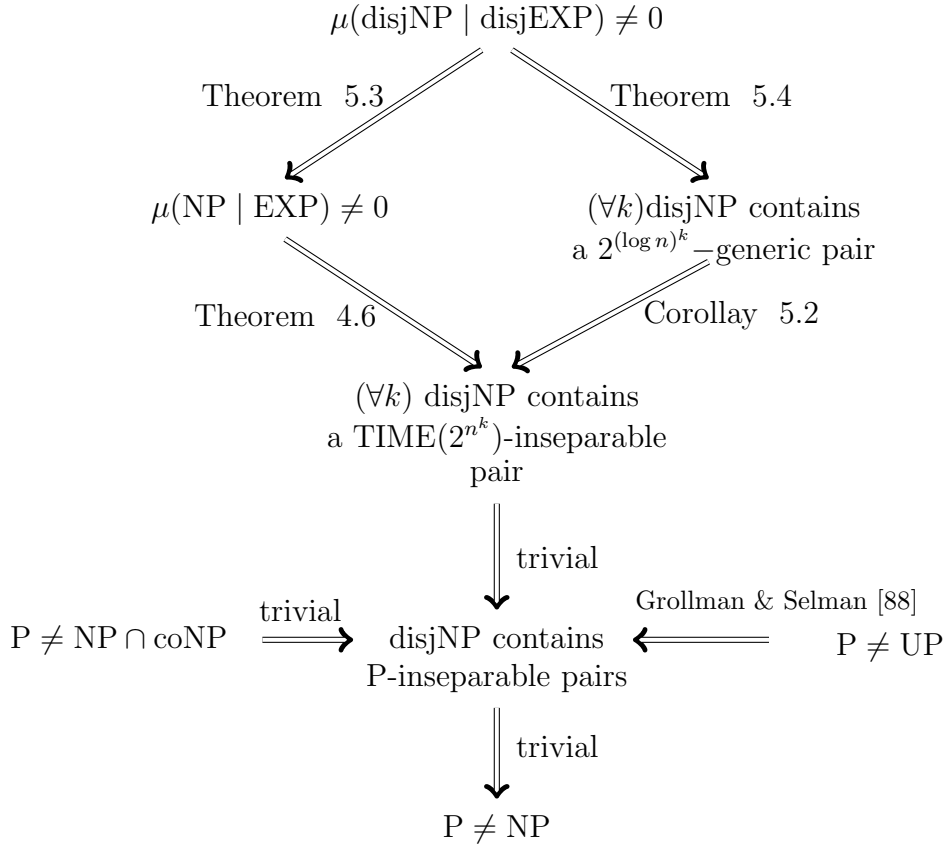 μ(disjNP | disjEXP) ≠ 0
Theorem 5.3
Theorem 5.4
μ(NP | EXP) ≠ 0
(∀k)disjNP contains
a 2^{(log n)^k}−generic pair
Theorem 4.6
Corollay 5.2
(∀k) disjNP contains
a TIME(2^{n^k})-inseparable
pair
trivial
trivial
Grollman & Selman [88]
P ≠ NP ∩ coNP
disjNP contains
P-inseparable pairs
P ≠ UP
trivial
P ≠ NP